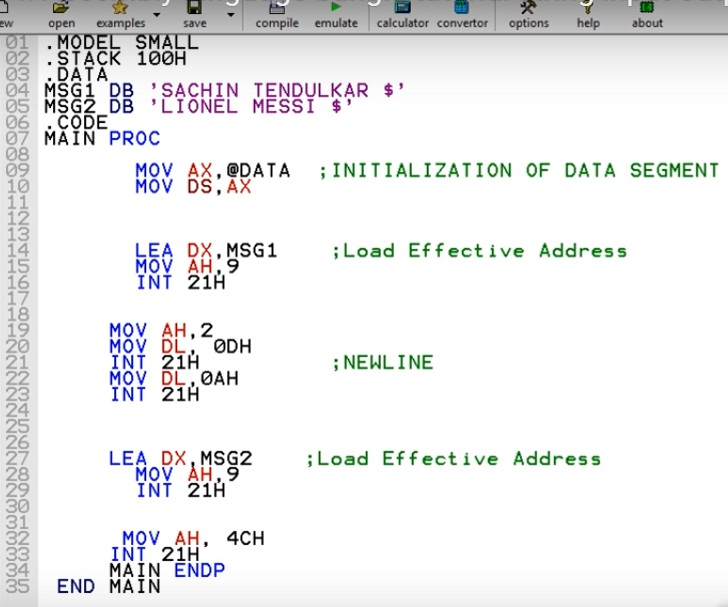 open examples save compile emulate calculator convertor options help about
01 .MODEL SMALL
02 .STACK 100H
03 .DATA
04 MSG1 DB 'SACHIN TENDULKAR $'
05 MSG2 DB 'LIONEL MESSI $'
06 .CODE
07 MAIN PROC
08
09 MOV AX,@DATA ;INITIALIZATION OF DATA SEGMENT
10 MOV DS,AX
11
12
13
14 LEA DX,MSG1 ;Load Effective Address
15 MOV AH,9
16 INT 21H
17
18
19 MOV AH,2
20 MOV DL, 0DH
21 INT 21H ;NEWLINE
22 MOV DL,0AH
23 INT 21H
24
25
26
27 LEA DX,MSG2 ;Load Effective Address
28 MOV AH,9
29 INT 21H
30
31
32 MOV AH, 4CH
33 INT 21H
34 MAIN ENDP
35 END MAIN